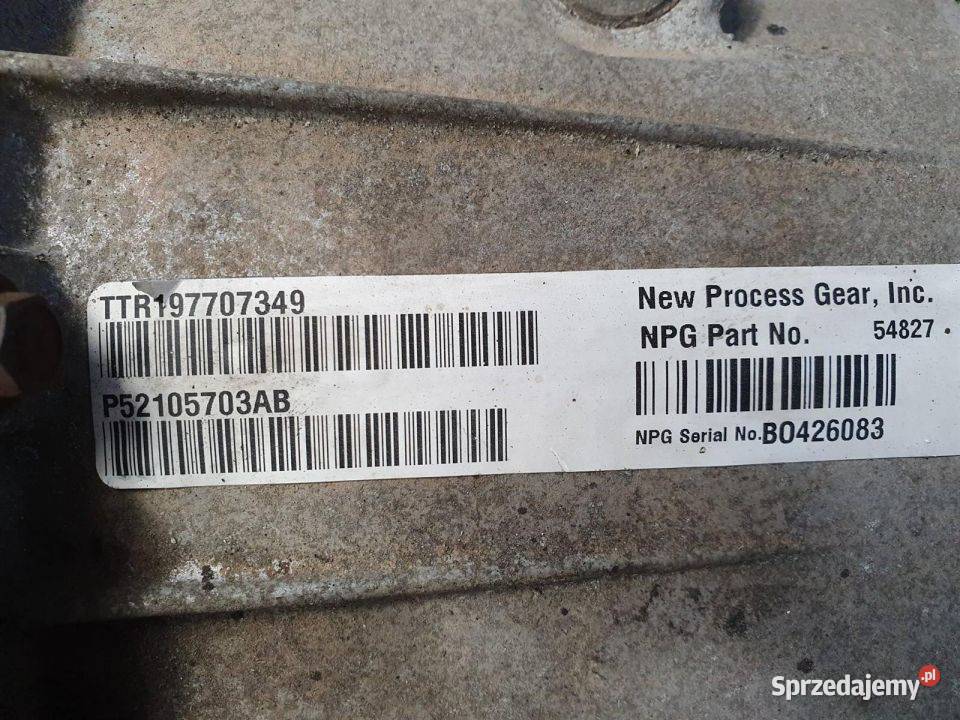 TTR197707349
P52105703AB
New Process Gear, Inc.
NPG Part No. 54827
NPG Serial No.BO426083
Sprzedajemy.pl